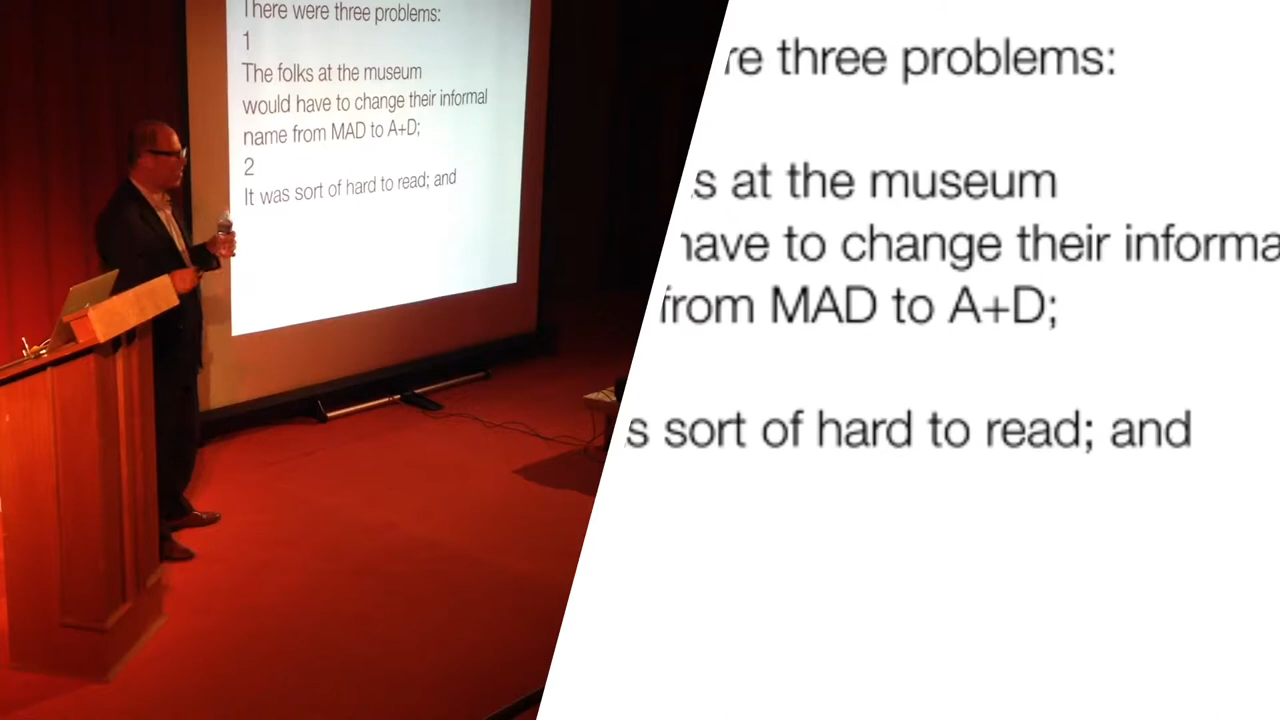 There were three problems:
1
The folks at the museum
would have to change their informal
name from MAD to A+D;
2
It was sort of hard to read; and
re three problems:
s at the museum
have to change their informa
from MAD to A+D;
s sort of hard to read; and